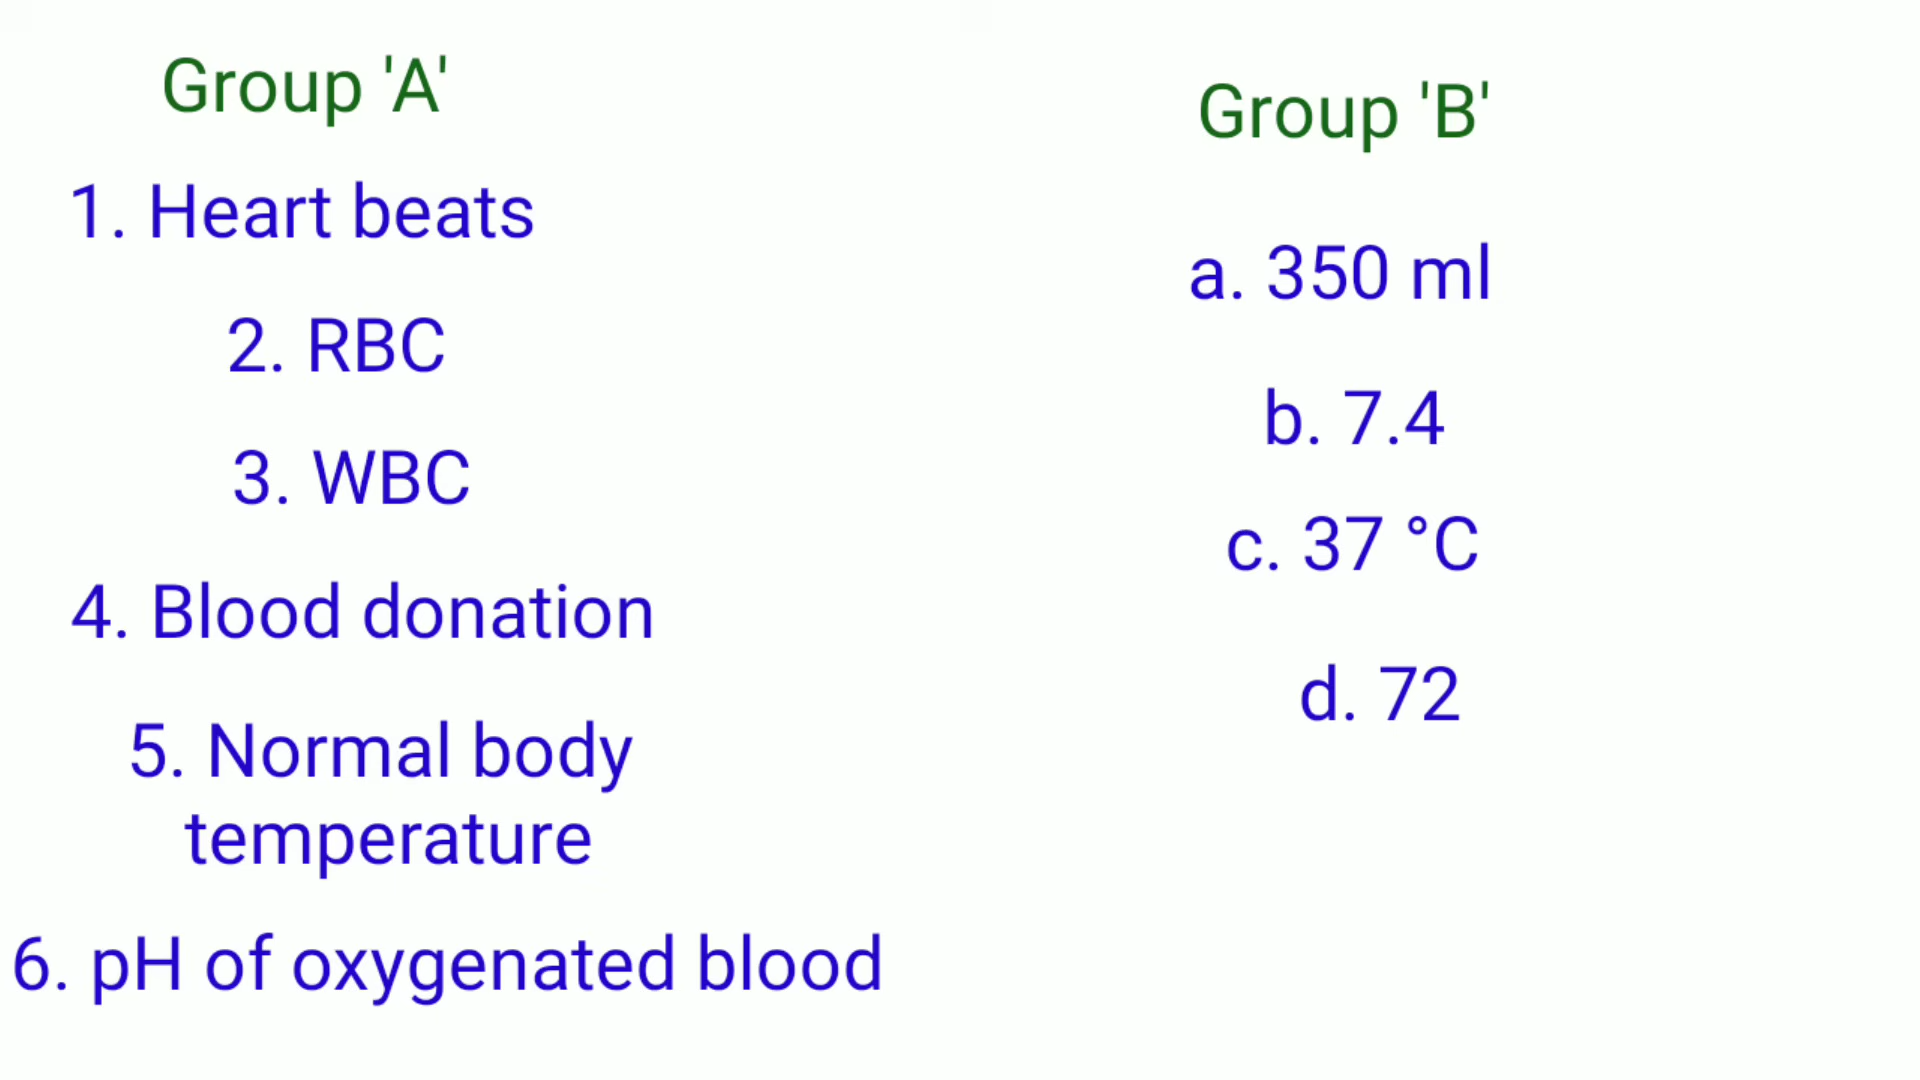 Group 'A'
1. Heart beats
2. RBC
3. WBC
4. Blood donation
5. Normal body
temperature
6. pH of oxygenated blood
Group 'B'
a. 350 ml
b. 7.4
c. 37 °C
d. 72